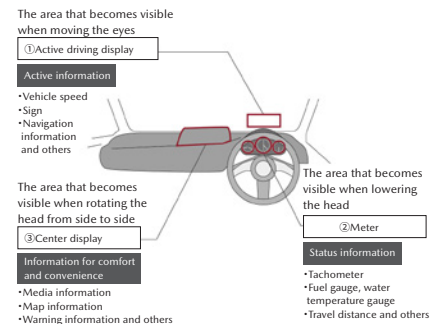 The area that becomes visible
when moving the eyes
①Active driving display
Active information
•Vehicle speed
•Sign
•Navigation
information
and others
The area that becomes
visible when rotating the
head from side to side
③Center display
Information for comfort
and convenience
•Media information
•Map information
•Warning information and others
The area that becomes
visible when lowering
the head
②Meter
Status information
•Tachometer
•Fuel gauge, water
temperature gauge
•Travel distance and others